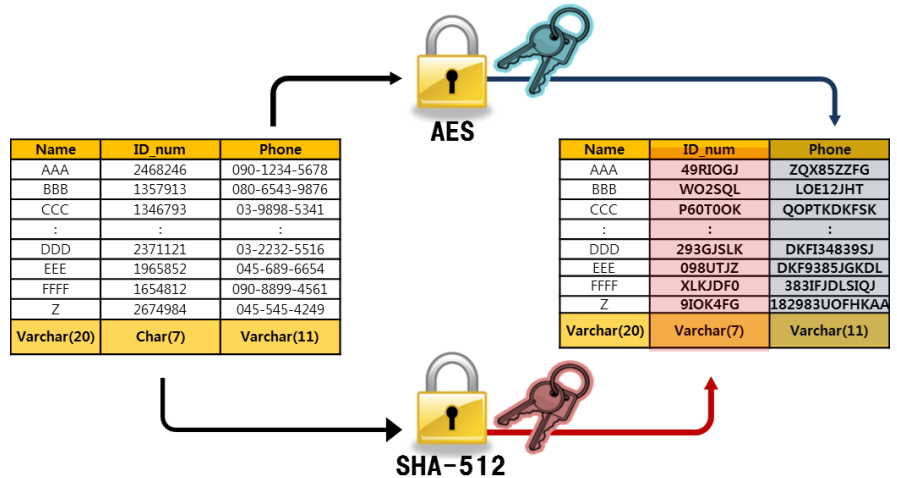 AES
Name ID_num Phone
AAA 2468246 090-1234-5678
BBB 1357913 080-6543-9876
CCC 1346793 03-9898-5341
: : :
DDD 2371121 03-2232-5516
EEE 1965852 045-689-6654
FFFF 1654812 090-8899-4561
Z 2674984 045-545-4249
Varchar(20) Char(7) Varchar(11)
Name ID_num Phone
AAA 49RIOGJ ZQX85ZZFG
BBB WO2SQL LOE12JHT
CCC P60T0OK QOPTKDKFSK
: : :
DDD 293GJSLK DKFI34839SJ
EEE 098UTJZ DKF9385JGKDL
FFFF XLKJDF0 383IFJDLSIQJ
Z 9IOK4FG 182983UOFHKAA
Varchar(20) Varchar(7) Varchar(11)
SHA-512